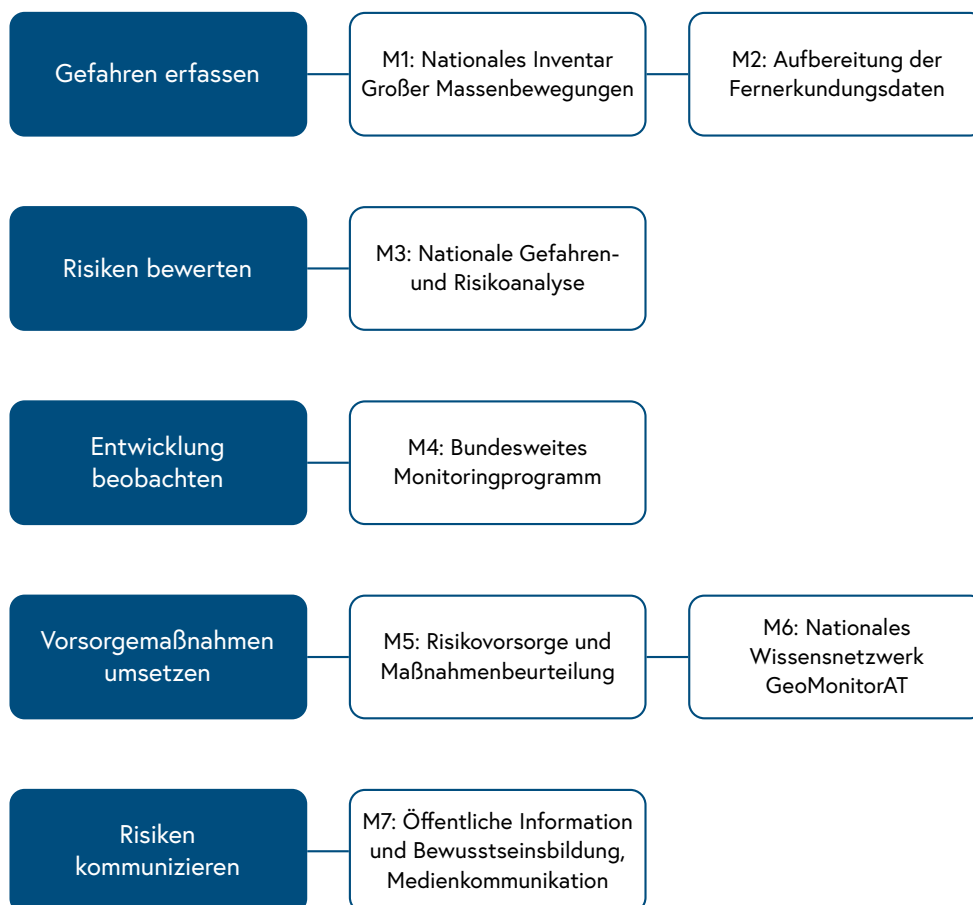 Gefahren erfassen
M1: Nationales Inventar
Großer Massenbewegungen
M2: Aufbereitung der
Fernerkundungsdaten
Risiken bewerten
M3: Nationale Gefahren-
und Risikoanalyse
Entwicklung
beobachten
M4: Bundesweites
Monitoringprogramm
Vorsorgemaßnahmen
umsetzen
M5: Risikovorsorge und
Maßnahmenbeurteilung
M6: Nationales
Wissensnetzwerk
GeoMonitorAT
Risiken
kommunizieren
M7: Öffentliche Information
und Bewusstseinsbildung,
Medienkommunikation